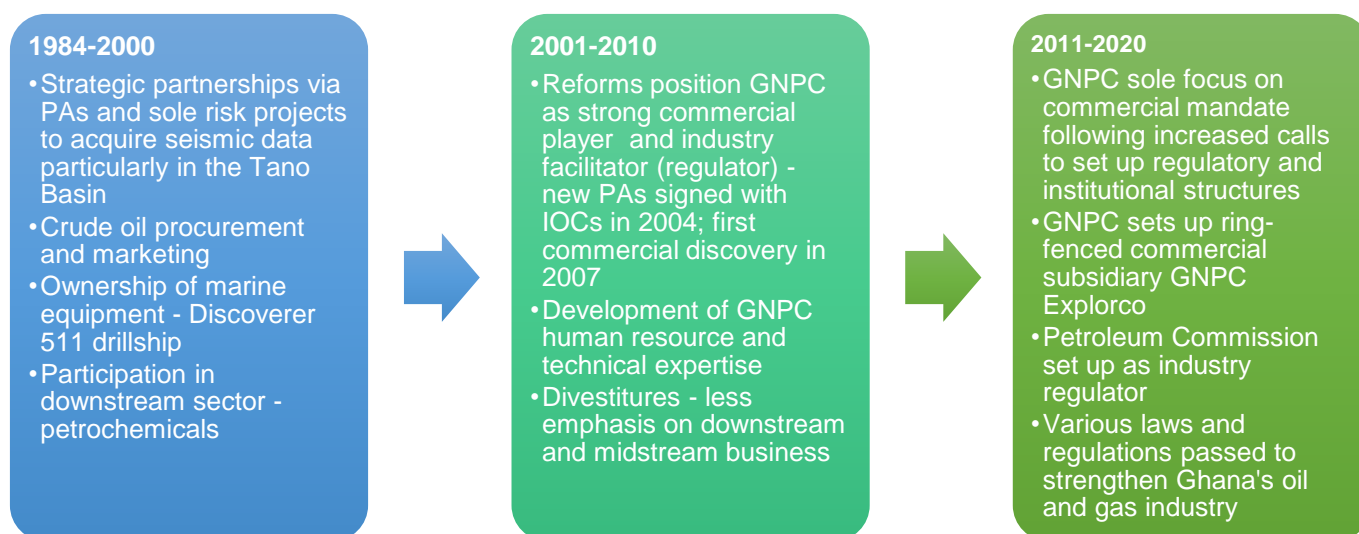 1984-2000
•Strategic partnerships via
PAs and sole risk projects
to acquire seismic data
particularly in the Tano
Basin
•Crude oil procurement
and marketing
•Ownership of marine
equipment - Discoverer
511 drillship
•Participation in
downstream sector -
petrochemicals
2001-2010
•Reforms position GNPC
as strong commercial
player and industry
facilitator (regulator) -
new PAs signed with
IOCs in 2004; first
commercial discovery in
2007
•Development of GNPC
human resource and
technical expertise
•Divestitures - less
emphasis on downstream
and midstream business
2011-2020
•GNPC sole focus on
commercial mandate
following increased calls
to set up regulatory and
institutional structures
•GNPC sets up ring-
fenced commercial
subsidiary GNPC
Explorco
•Petroleum Commission
set up as industry
regulator
•Various laws and
regulations passed to
strengthen Ghana's oil
and gas industry